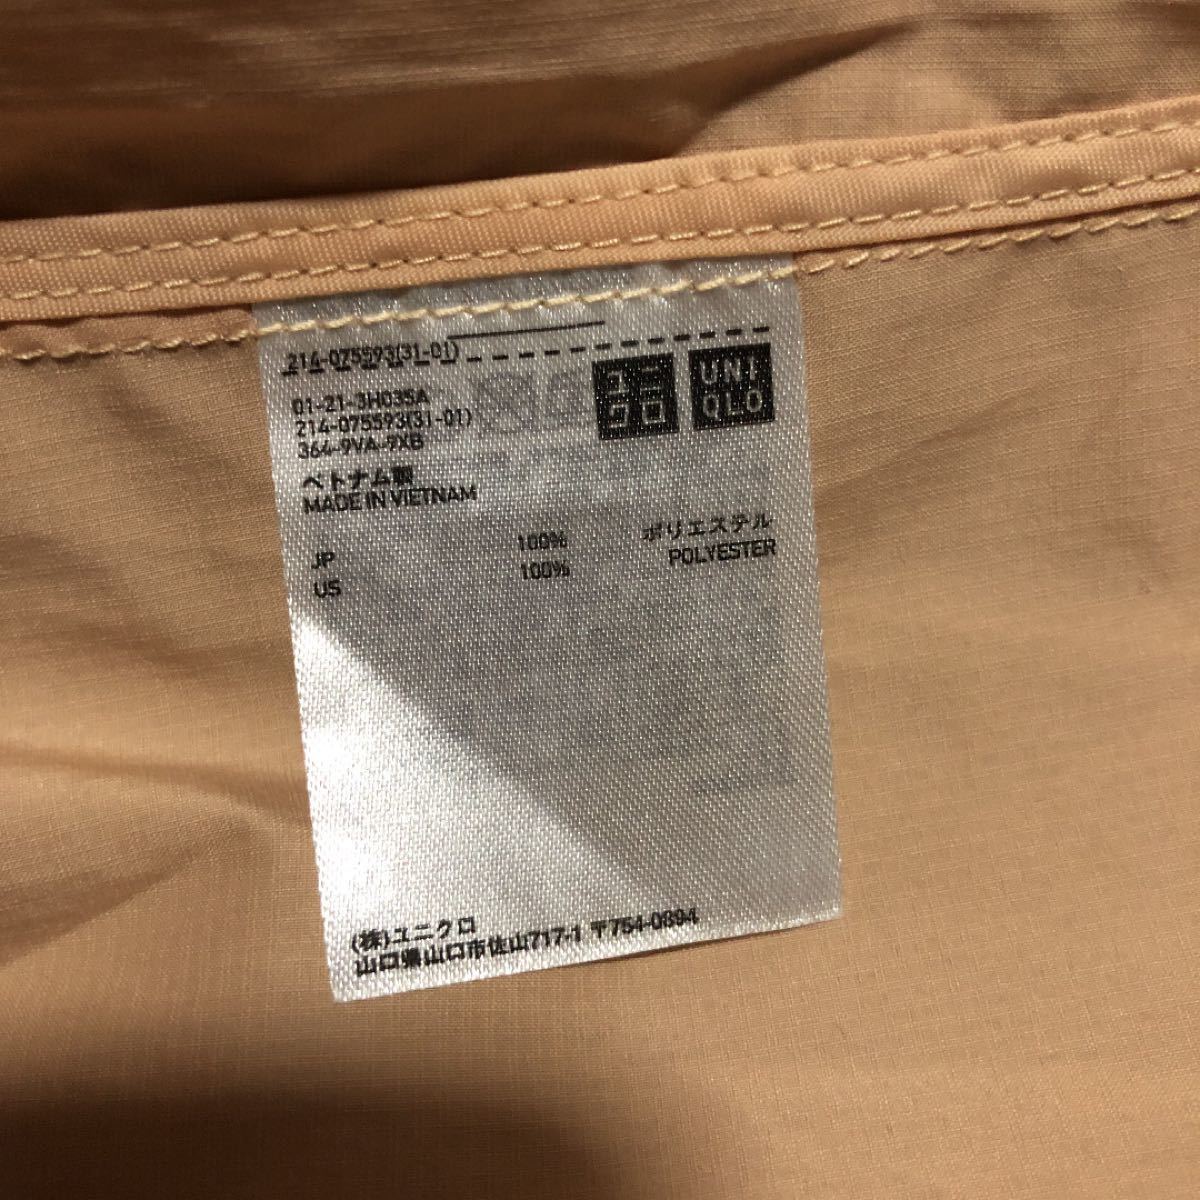 214-075593(31-01)
ユニクロ
UNI
QLO
01-21-3H035A
214-075593(31-01)
364-9VA-9XB
ベトナム製
MADE IN VIETNAM
JP 100% ポリエステル
US 100% POLYESTER
(株)ユニクロ
山口県山口市佐山717-1 〒754-0894